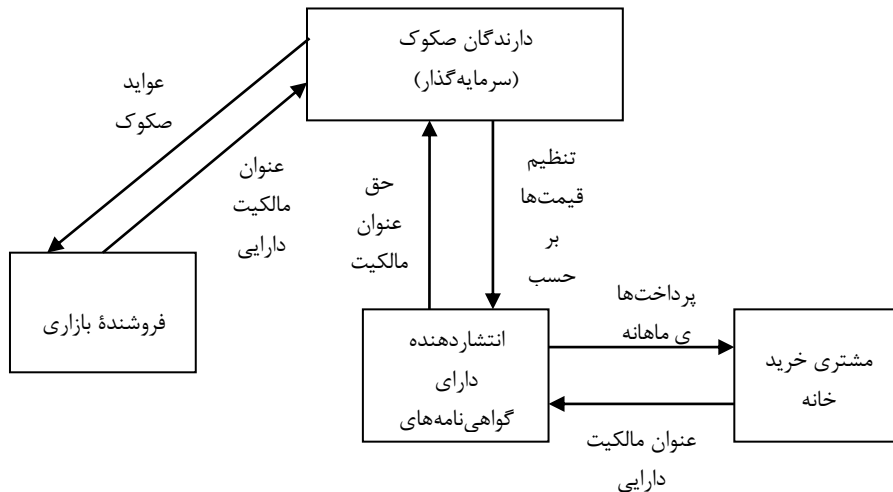 دارندگان صکوک
(سرمایه‌گذار)
عواید
صکوک
عنوان
مالکیت
دارایی
حق
عنوان
مالکیت
تنظیم
قیمت‌ها
بر
حسب
فروشندهٔ بازاری
انتشاردهنده
دارای
گواهی‌نامه‌های
پرداخت‌ها
ی ماهانه
مشتری خرید
خانه
عنوان مالکیت
دارایی